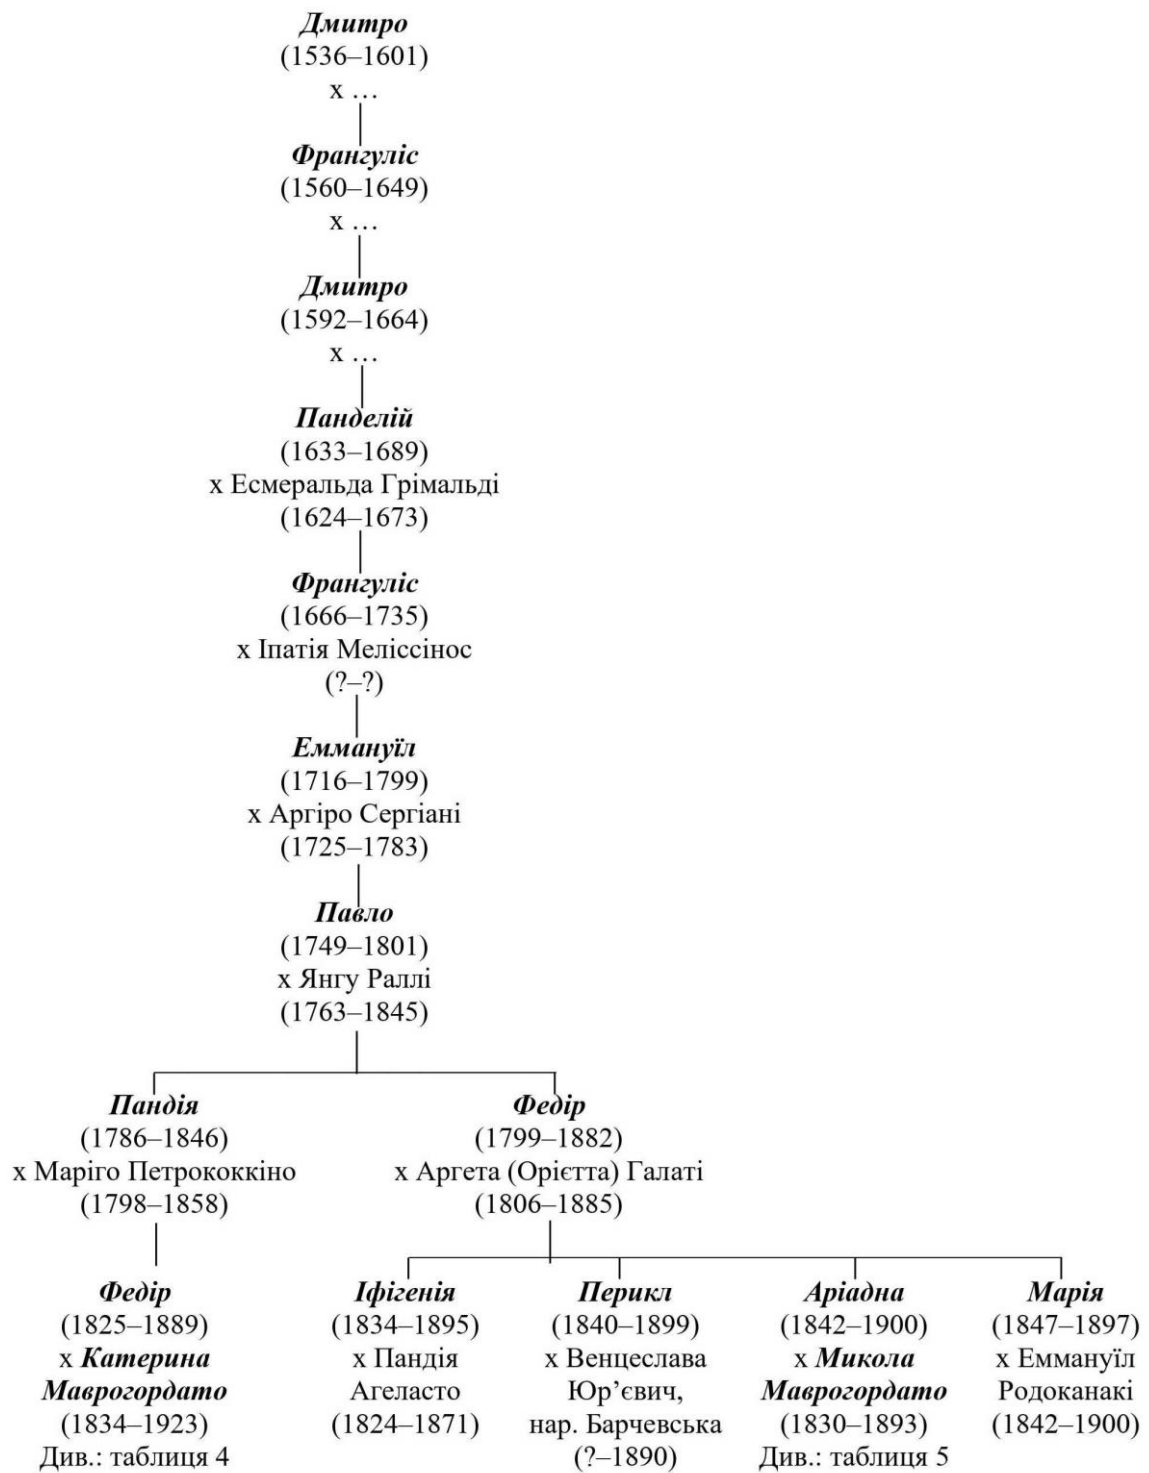 Дмитро
(1536–1601)
х …
Франгуліс
(1560–1649)
х …
Дмитро
(1592–1664)
х …
Панделій
(1633–1689)
х Есмеральда Грімальді
(1624–1673)
Франгуліс
(1666–1735)
х Іпатія Меліссінос
(?–?)
Еммануїл
(1716–1799)
х Аргіро Сергіані
(1725–1783)
Павло
(1749–1801)
х Янгу Раллі
(1763–1845)
Пандія
(1786–1846)
х Маріго Петрококкіно
(1798–1858)
Федір
(1799–1882)
х Аргета (Орієтта) Галаті
(1806–1885)
Федір
(1825–1889)
х Катерина
Маврогордато
(1834–1923)
Див.: таблиця 4
Іфігенія
(1834–1895)
х Пандія
Агеласто
(1824–1871)
Перикл
(1840–1899)
х Венцеслава
Юр’євич,
нар. Барчевська
(?–1890)
Аріадна
(1842–1900)
х Микола
Маврогордато
(1830–1893)
Див.: таблиця 5
Марія
(1847–1897)
х Еммануїл
Родоканакі
(1842–1900)